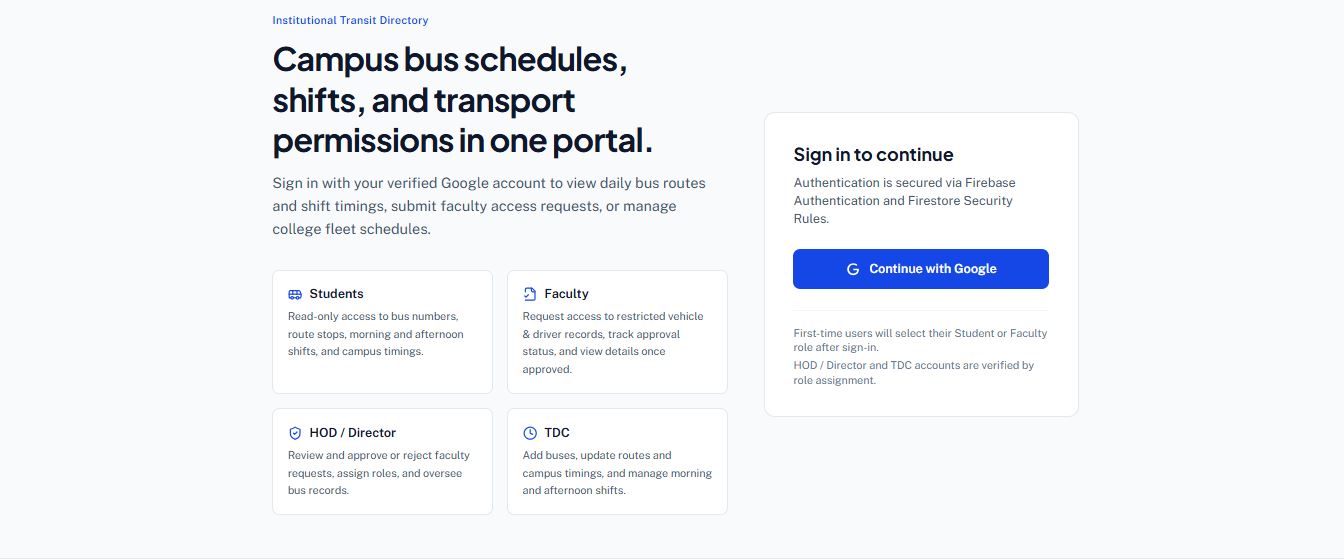 Institutional Transit Directory
Campus bus schedules,
shifts, and transport
permissions in one portal.
Sign in with your verified Google account to view daily bus routes
and shift timings, submit faculty access requests, or manage
college fleet schedules.
Students
Read-only access to bus numbers,
route stops, morning and afternoon
shifts, and campus timings.
Faculty
Request access to restricted vehicle
& driver records, track approval
status, and view details once
approved.
HOD / Director
Review and approve or reject faculty
requests, assign roles, and oversee
bus records.
TDC
Add buses, update routes and
campus timings, and manage morning
and afternoon shifts.
Sign in to continue
Authentication is secured via Firebase
Authentication and Firestore Security
Rules.
Continue with Google
First-time users will select their Student or Faculty
role after sign-in.
HOD / Director and TDC accounts are verified by
role assignment.